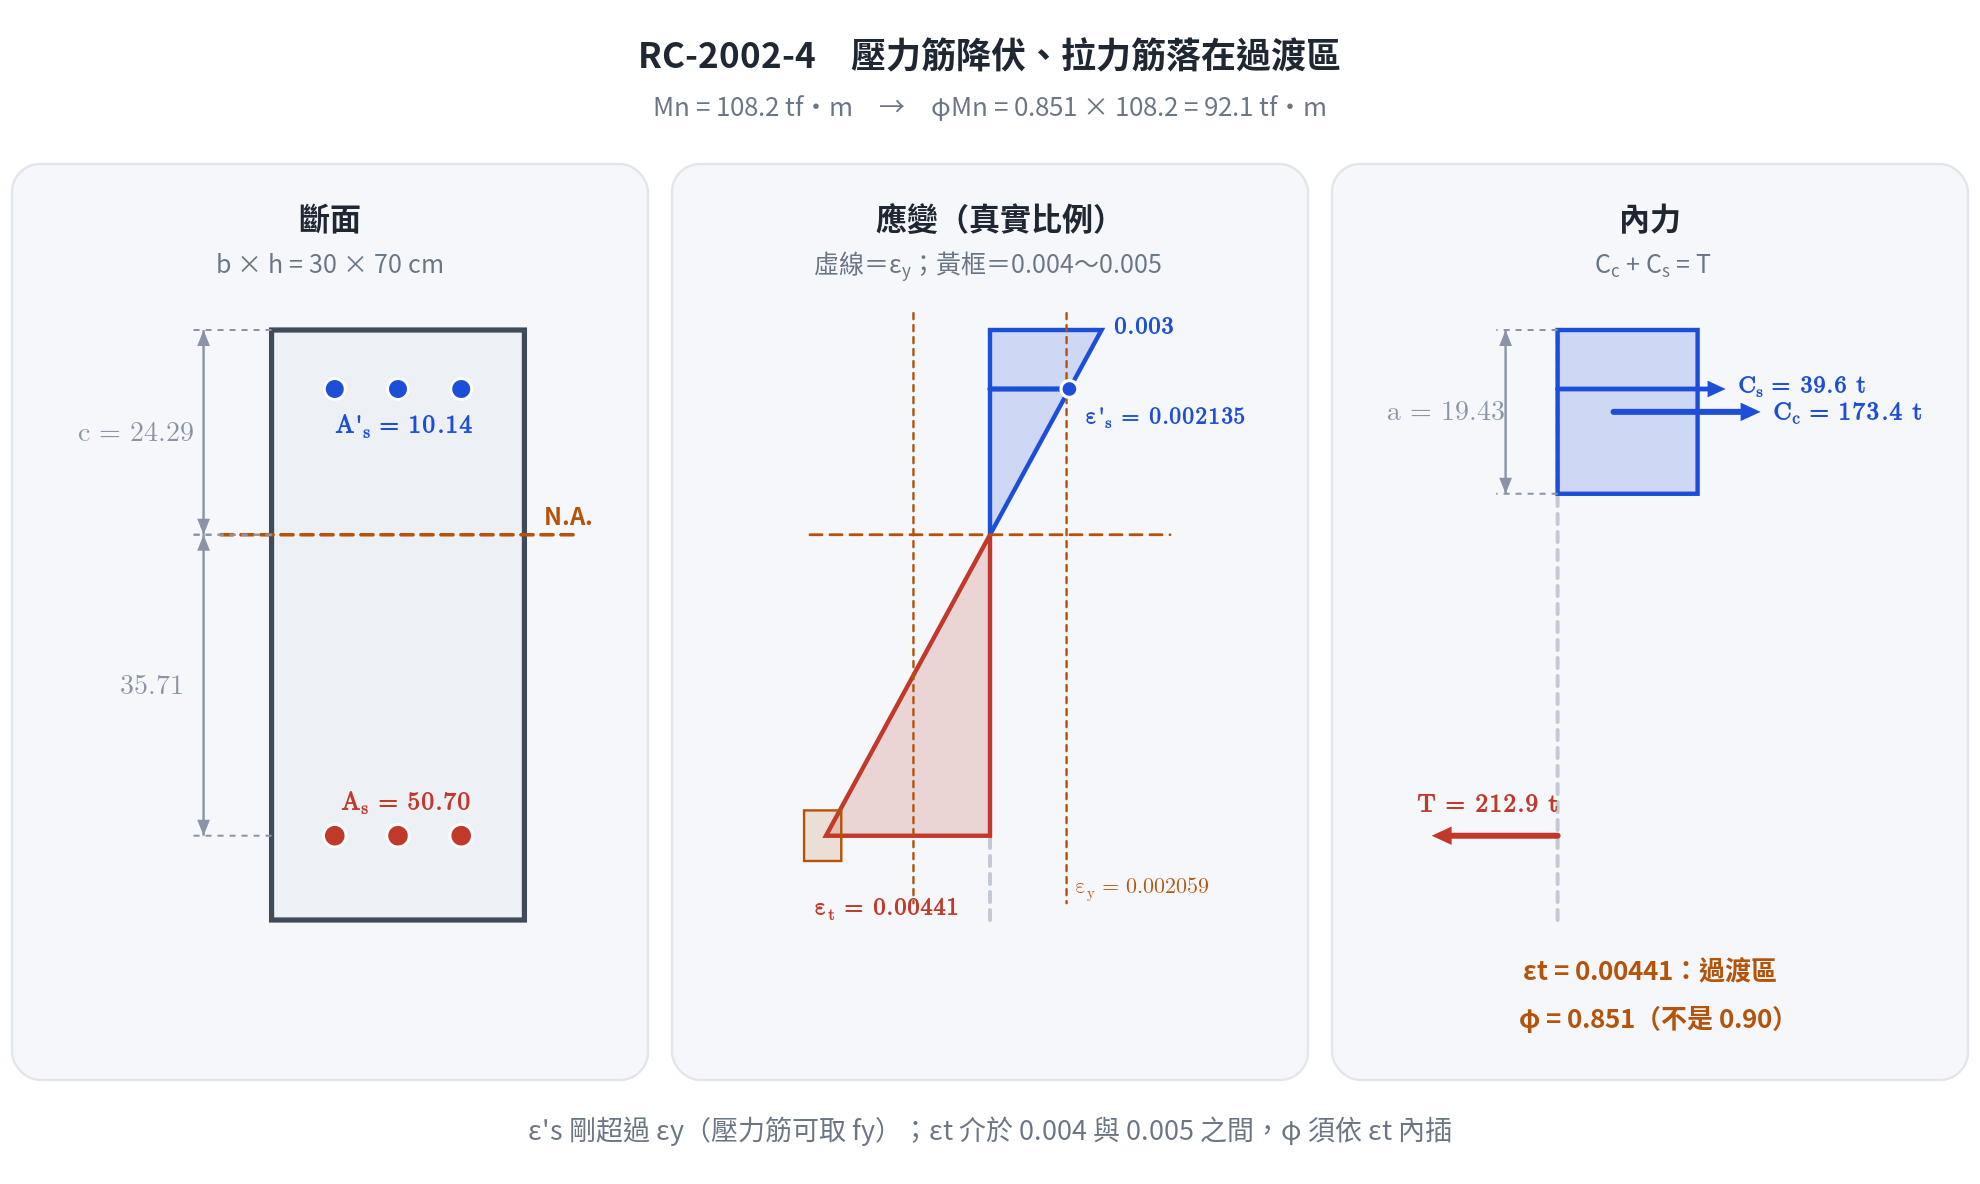 RC-2002-4　壓力筋降伏、拉力筋落在過渡區
Mn = 108.2 tf·m　→　ϕMn = 0.851 × 108.2 = 92.1 tf·m
斷面
b × h = 30 × 70 cm
c = 24.29
A's = 10.14
N.A.
35.71
As = 50.70
應變（真實比例）
虛線＝εy；黃框＝0.004～0.005
0.003
ε's = 0.002135
εy = 0.002059
εt = 0.00441
內力
Cc + Cs = T
a = 19.43
Cs = 39.6 t
Cc = 173.4 t
T = 212.9 t
εt = 0.00441：過渡區
ϕ = 0.851（不是 0.90）
ε's 剛超過 εy（壓力筋可取 fy）；εt 介於 0.004 與 0.005 之間，ϕ 須依 εt 內插